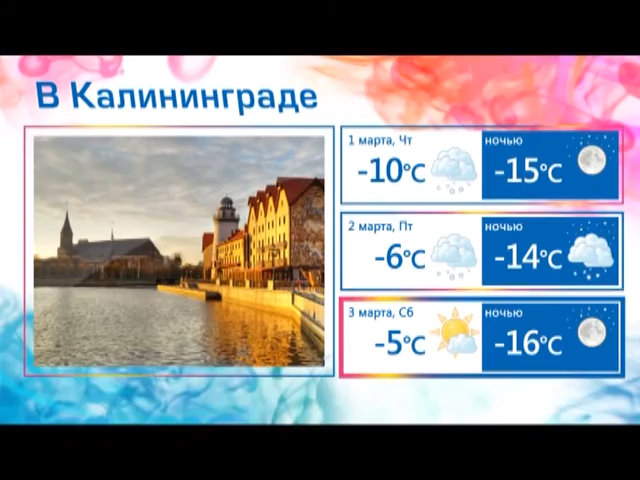 В Калининграде
1 марта, Чт
-10°C
ночью
-15°C
2 марта, Пт
-6°C
ночью
-14°C
3 марта, Сб
-5°C
ночью
-16°C